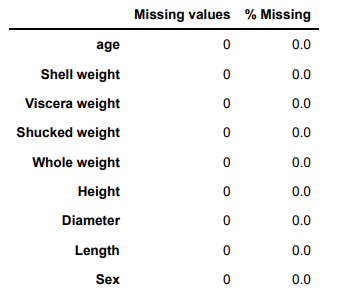 Missing values % Missing
age 0 0.0
Shell weight 0 0.0
Viscera weight 0 0.0
Shucked weight 0 0.0
Whole weight 0 0.0
Height 0 0.0
Diameter 0 0.0
Length 0 0.0
Sex 0 0.0